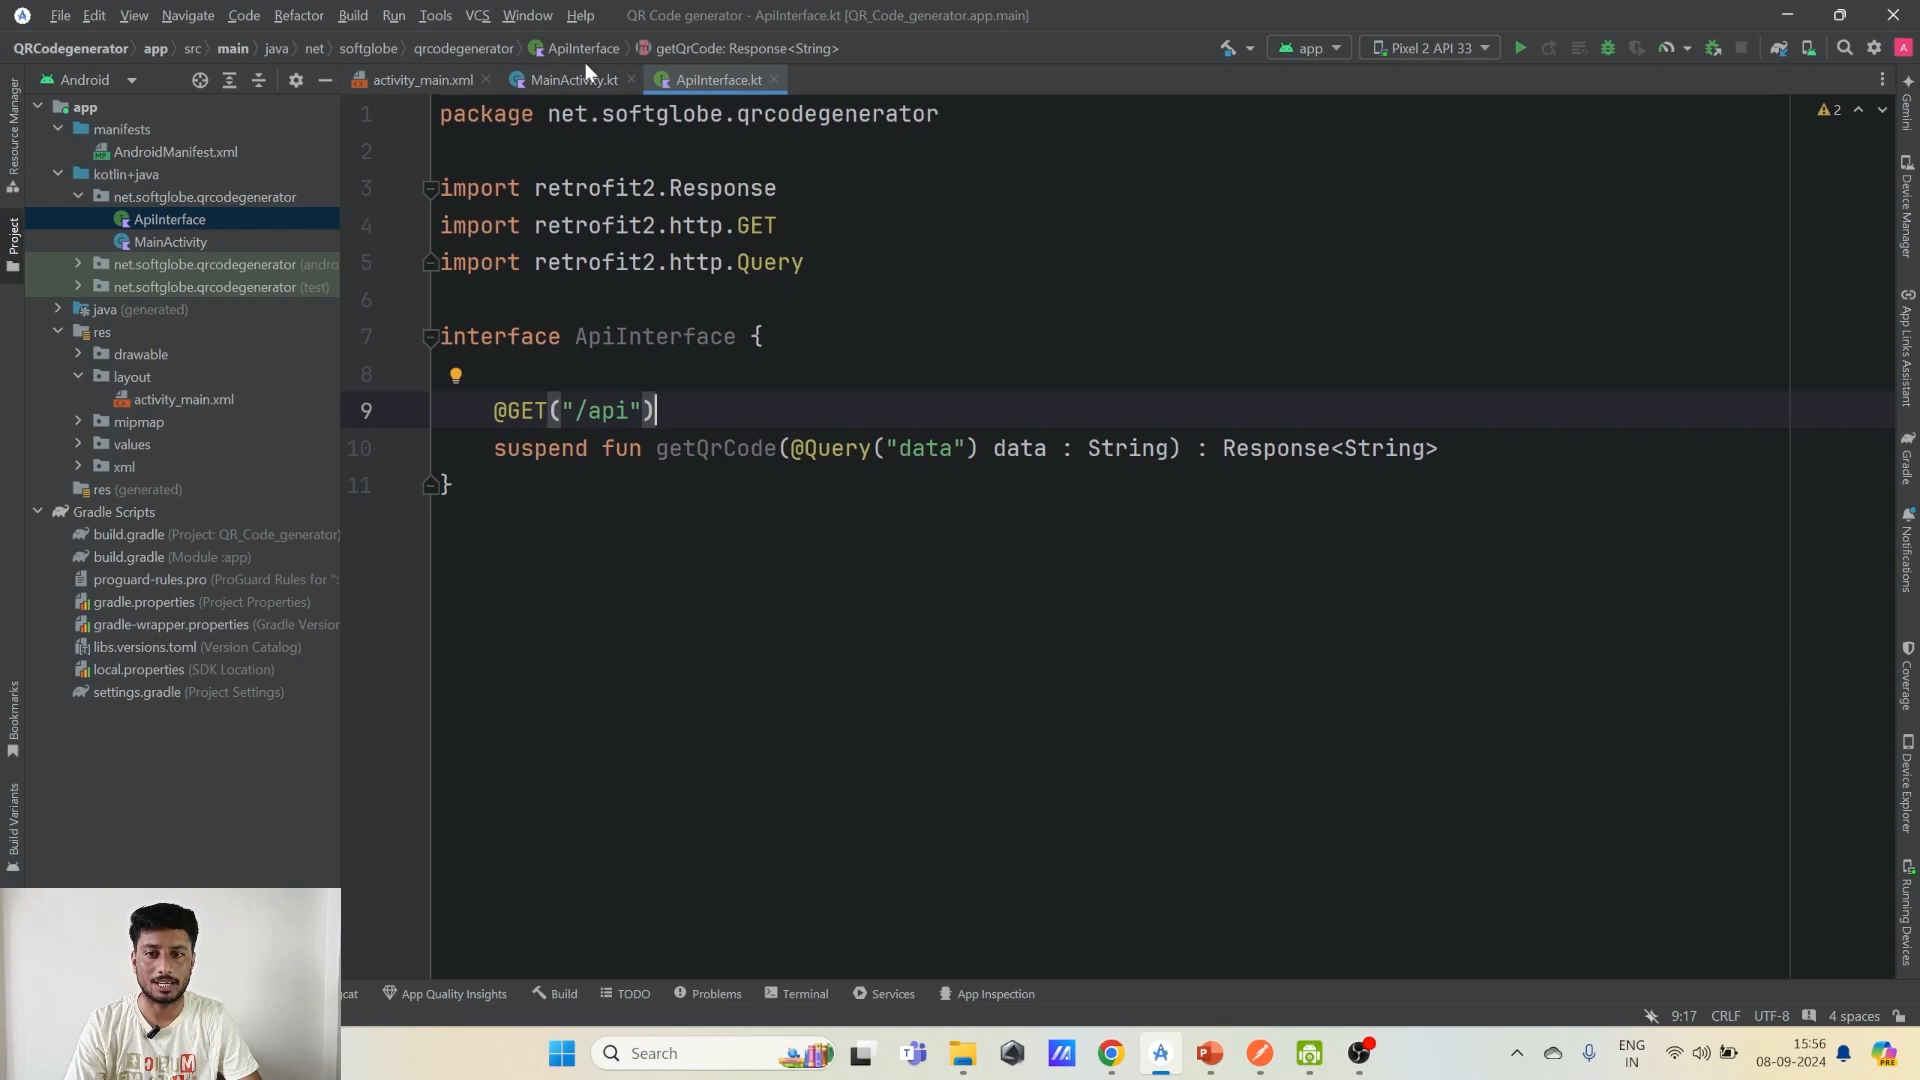 File Edit View Navigate Code Refactor Build Run Tools VCS Window Help QR Code generator - ApiInterface.kt [QR_Code_generator.app.main]
QRCodegenerator app src main java net softglobe qrcodegenerator ApiInterface getQrCode: Response<String> app Pixel 2 API 33 A
Android activity_main.xml MainActivity.kt ApiInterface.kt
app
manifests
AndroidManifest.xml
kotlin+java
net.softglobe.qrcodegenerator
ApiInterface
MainActivity
net.softglobe.qrcodegenerator (andro
net.softglobe.qrcodegenerator (test)
java (generated)
res
drawable
layout
activity_main.xml
mipmap
values
xml
res (generated)
Gradle Scripts
build.gradle (Project: QR_Code_generator)
build.gradle (Module :app)
proguard-rules.pro (ProGuard Rules for ":
gradle.properties (Project Properties)
gradle-wrapper.properties (Gradle Version
libs.versions.toml (Version Catalog)
local.properties (SDK Location)
settings.gradle (Project Settings)
Resource Manager
Project
Bookmarks
Build Variants
1 package net.softglobe.qrcodegenerator
2
3 import retrofit2.Response
4 import retrofit2.http.GET
5 import retrofit2.http.Query
6
7 interface ApiInterface {
8
9 @GET("/api")
10 suspend fun getQrCode(@Query("data") data : String) : Response<String>
11 }
2
Gemini
Device Manager
App Links Assistant
Gradle
Notifications
Coverage
Device Explorer
Running Devices
gcat App Quality Insights Build TODO Problems Terminal Services App Inspection
9:17 CRLF UTF-8 4 spaces
Search
ENG
IN
15:56
08-09-2024
PRE